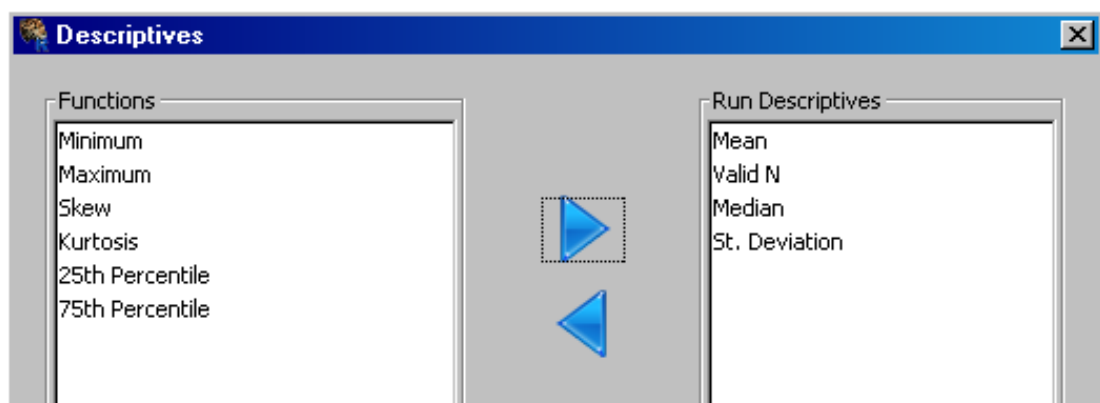 Descriptives
Functions
Minimum
Maximum
Skew
Kurtosis
25th Percentile
75th Percentile
Run Descriptives
Mean
Valid N
Median
St. Deviation